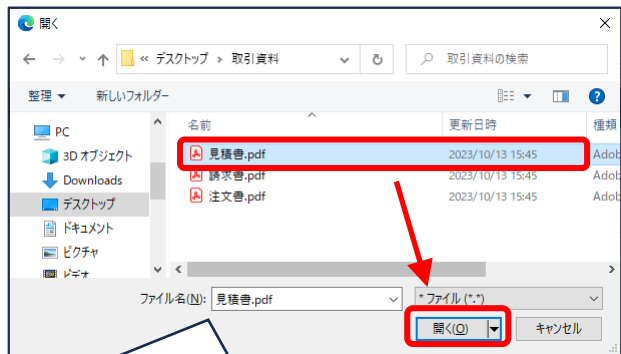 開く
« デスクトップ › 取引資料
取引資料の検索
整理
新しいフォルダー
名前
更新日時
種類
PC
見積書.pdf
2023/10/13 15:45
Adob
3D オブジェクト
請求書.pdf
2023/10/13 15:45
Adob
Downloads
注文書.pdf
2023/10/13 15:45
Adob
デスクトップ
ドキュメント
ピクチャ
ビデオ
ファイル名(N):
見積書.pdf
* ファイル (*.*)
開く(O)
キャンセル